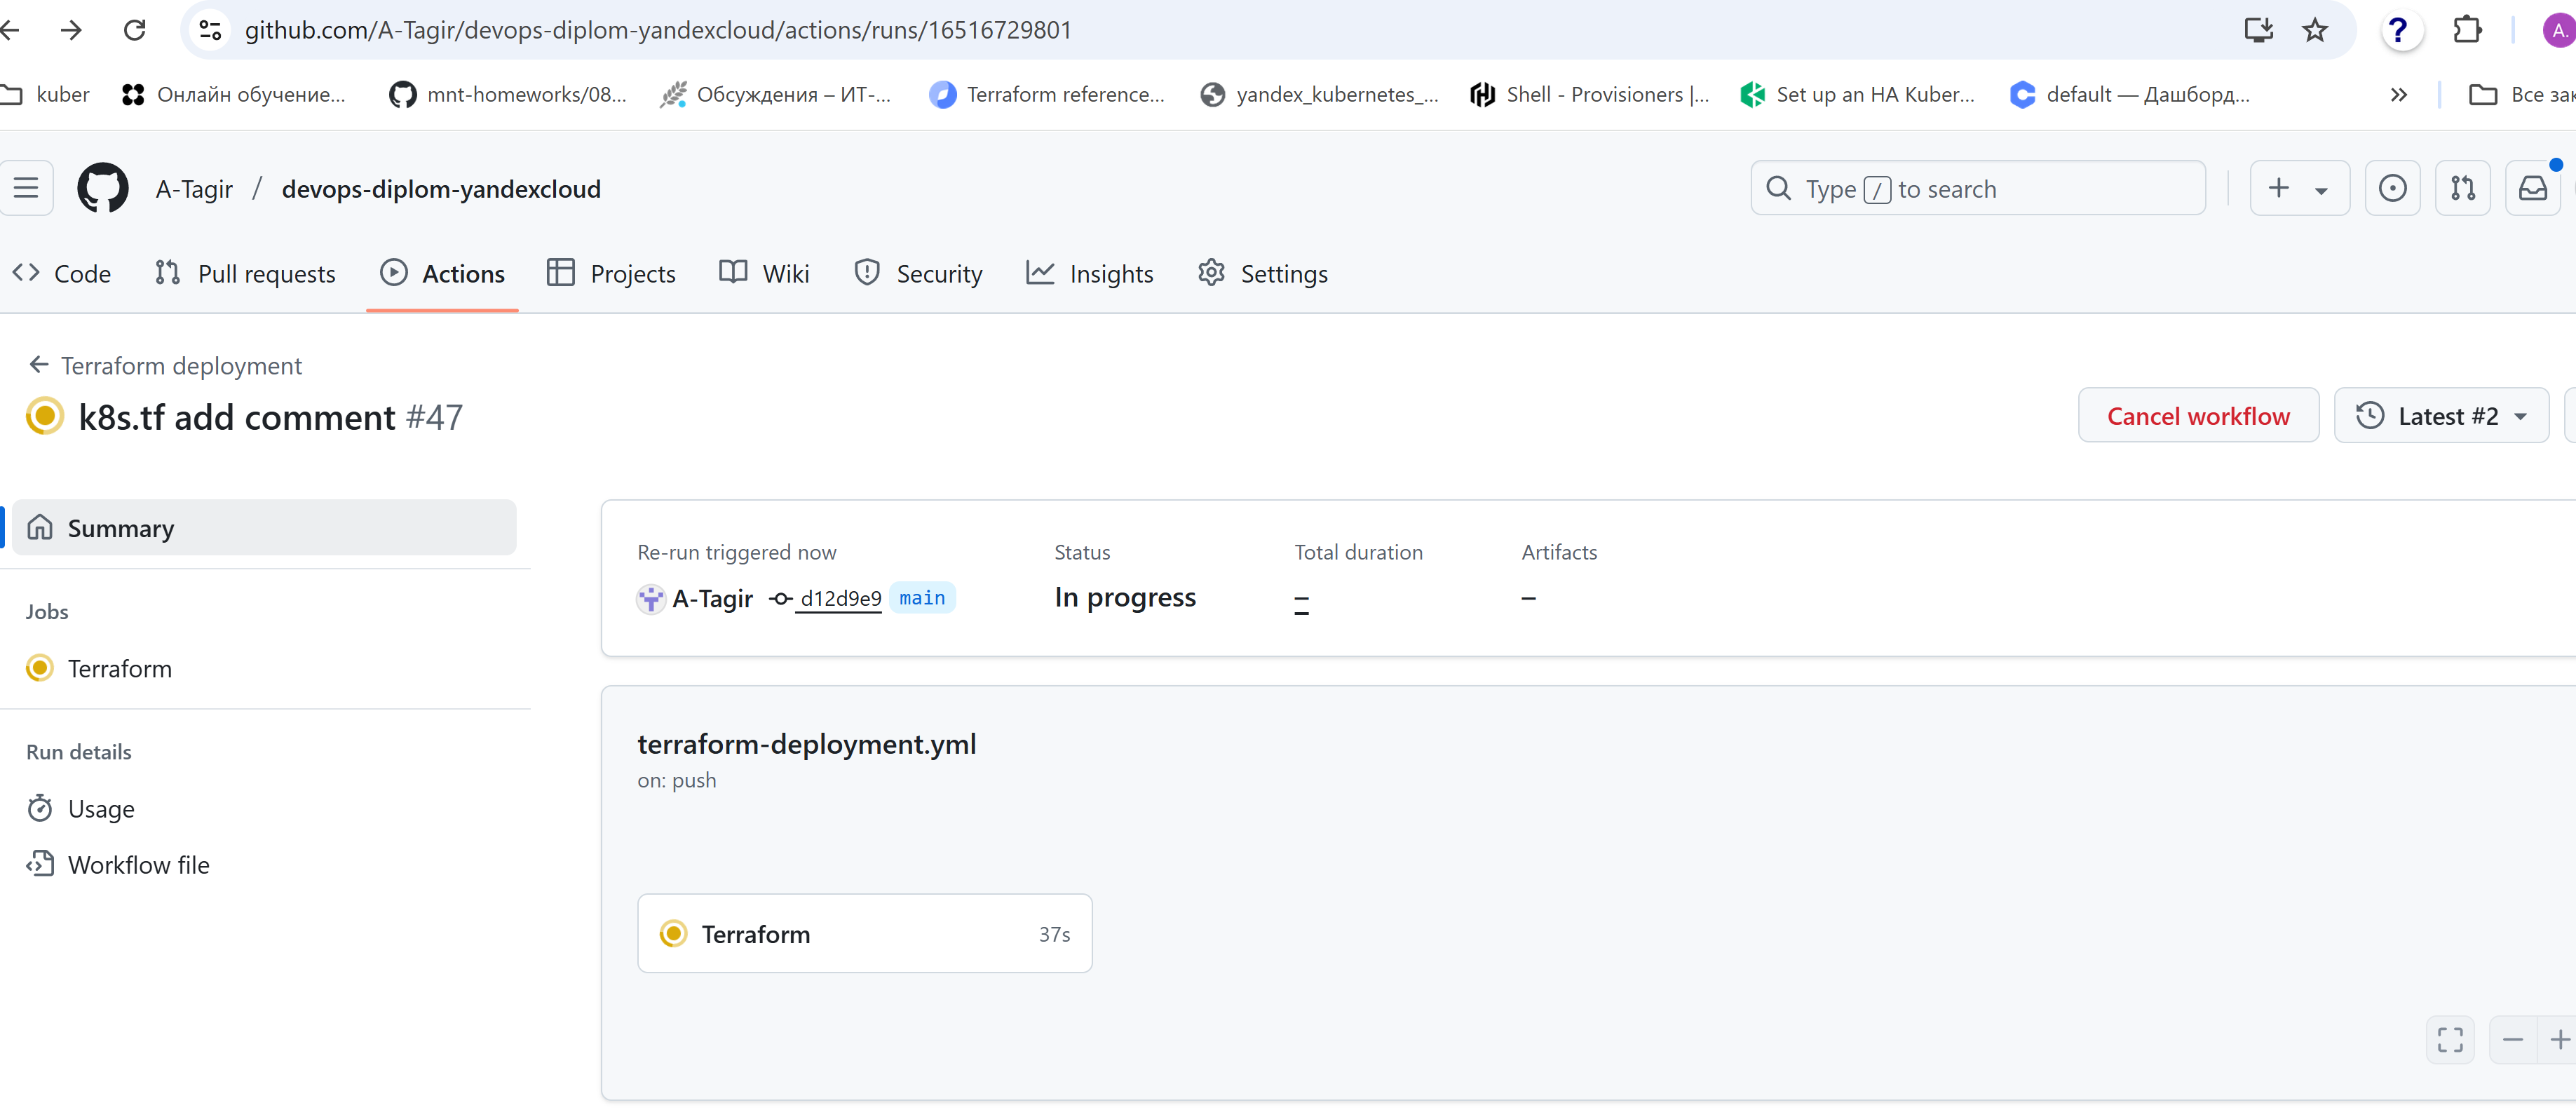 github.com/A-Tagir/devops-diplom-yandexcloud/actions/runs/16516729801
?
A.
kuber
Онлайн обучение...
mnt-homeworks/08...
Обсуждения – ИТ-...
Terraform reference...
yandex_kubernetes_...
Shell - Provisioners |...
Set up an HA Kuber...
default — Дашборд...
»
Все зак
A-Tagir / devops-diplom-yandexcloud
Type / to search
Code
Pull requests
Actions
Projects
Wiki
Security
Insights
Settings
← Terraform deployment
k8s.tf add comment #47
Cancel workflow
Latest #2
Summary
Jobs
Terraform
Run details
Usage
Workflow file
Re-run triggered now
A-Tagir d12d9e9 main
Status
In progress
Total duration
–
Artifacts
–
terraform-deployment.yml
on: push
Terraform 37s